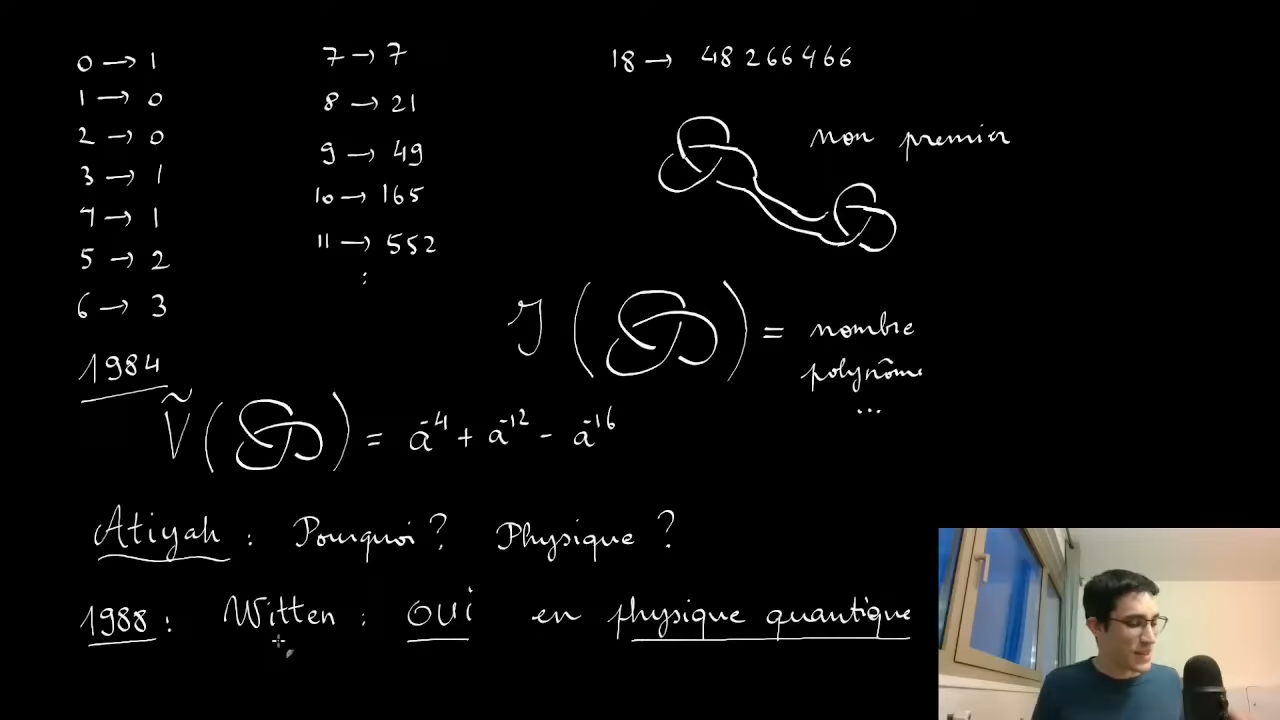 0 → 1
1 → 0
2 → 0
3 → 1
4 → 1
5 → 2
6 → 3
7 → 7
8 → 21
9 → 49
10 → 165
11 → 552
⋮
18 → 48 266 466
non premier
J ( ) = nombre
polynôme
...
1984
Ṽ ( ) = a⁻⁴ + a⁻¹² - a⁻¹⁶
Atiyah : Pourquoi ? Physique ?
1988 : Witten : OUI en physique quantique